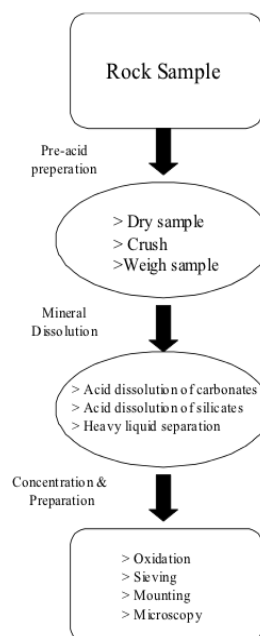 Rock Sample
Pre-acid
preperation
> Dry sample
> Crush
>Weigh sample
Mineral
Dissolution
> Acid dissolution of carbonates
> Acid dissolution of silicates
> Heavy liquid separation
Concentration &
Preparation
> Oxidation
> Sieving
> Mounting
> Microscopy